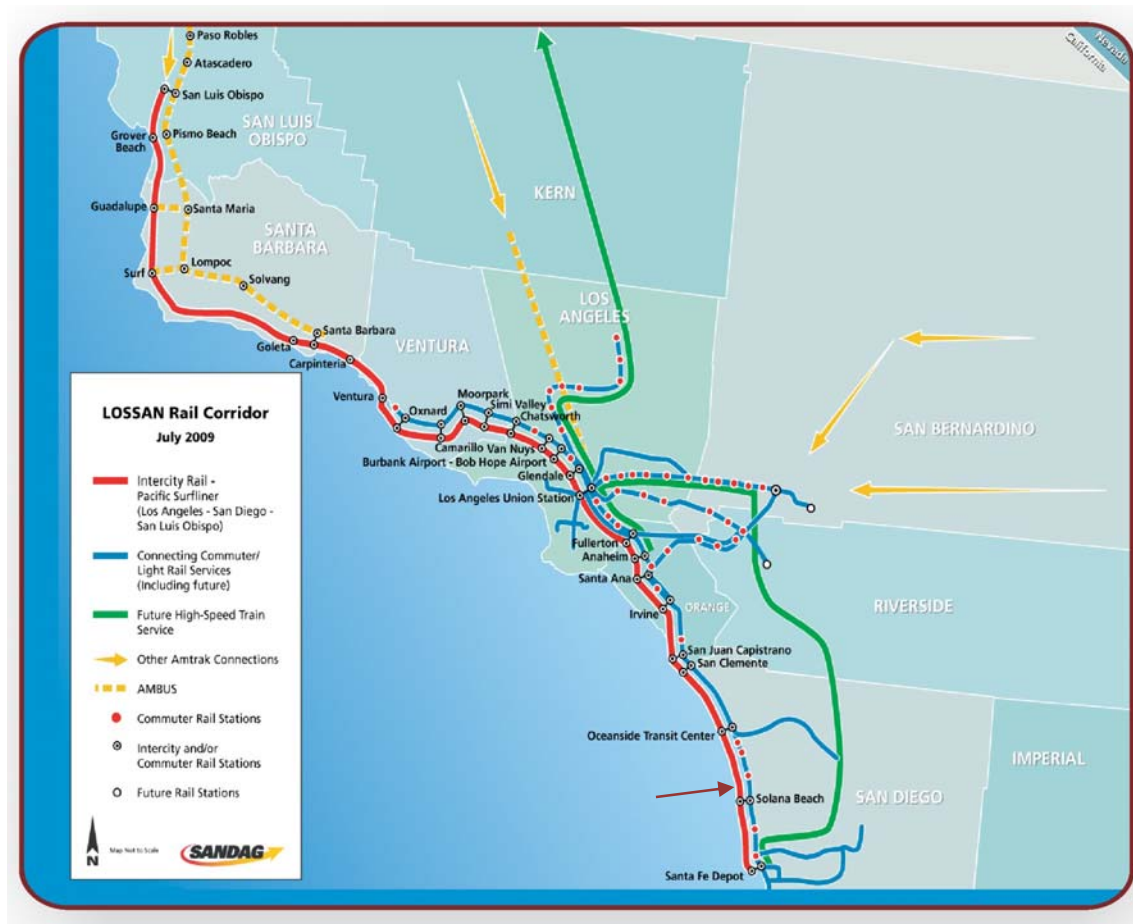 Nevada
California
Paso Robles
Atascadero
San Luis Obispo
SAN LUIS
OBISPO
Grover
Beach
Pismo Beach
KERN
Guadalupe
Santa Maria
SANTA
BARBARA
Lompoc
Surf
Solvang
LOS
ANGELES
Santa Barbara
VENTURA
Goleta
Carpinteria
Moorpark
Simi Valley
Ventura
Oxnard
Chatsworth
SAN BERNARDINO
Camarillo
Van Nuys
Burbank Airport - Bob Hope Airport
Glendale
Los Angeles Union Station
Fullerton
Anaheim
Santa Ana
ORANGE
RIVERSIDE
Irvine
San Juan Capistrano
San Clemente
Oceanside Transit Center
IMPERIAL
Solana Beach
SAN DIEGO
Santa Fe Depot
LOSSAN Rail Corridor
July 2009
Intercity Rail -
Pacific Surfliner
(Los Angeles - San Diego -
San Luis Obispo)
Connecting Commuter/
Light Rail Services
(Including future)
Future High-Speed Train
Service
Other Amtrak Connections
AMBUS
Commuter Rail Stations
Intercity and/or
Commuter Rail Stations
Future Rail Stations
N
Map Not to Scale
SANDAG